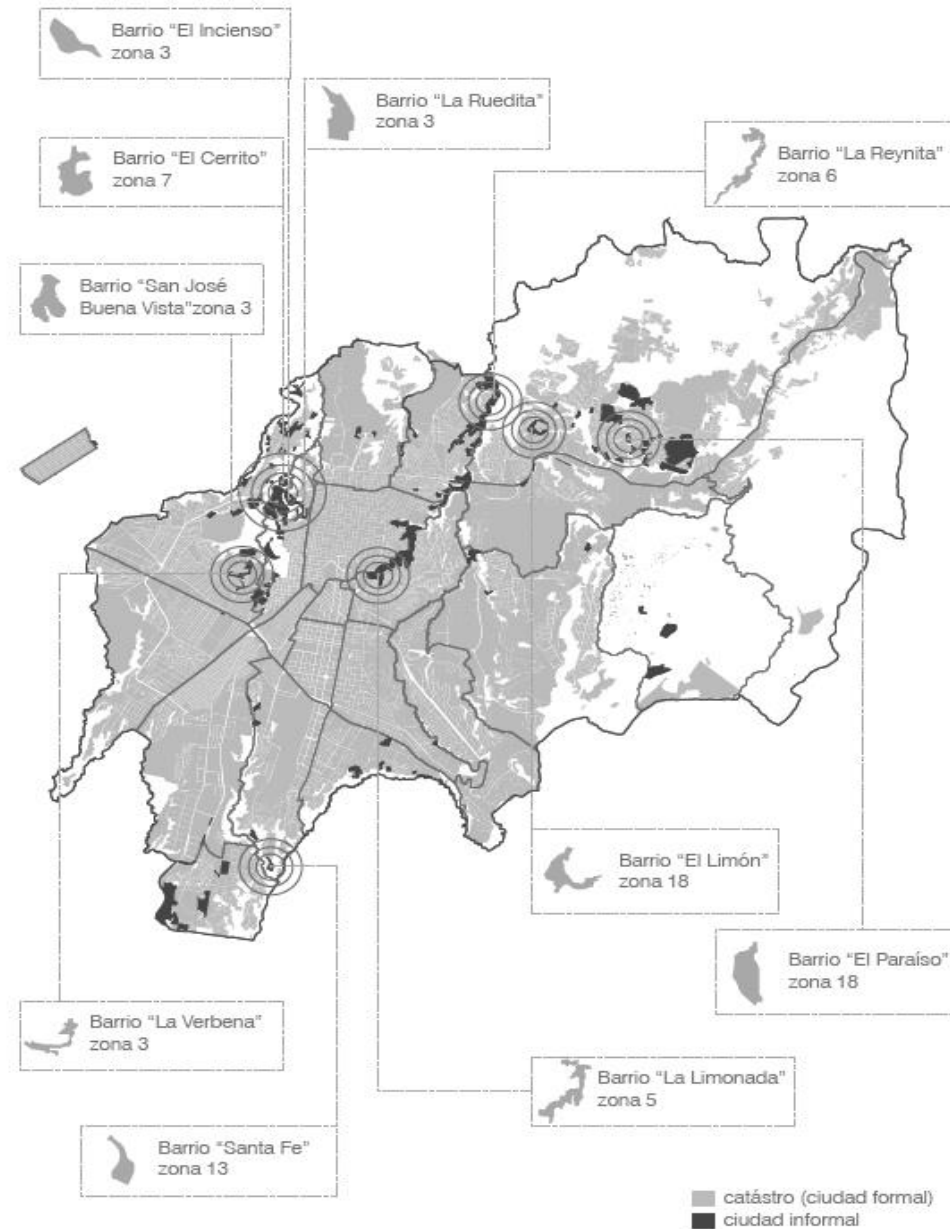 Barrio “El Incienso”
zona 3
Barrio “La Ruedita”
zona 3
Barrio “La Reynita”
zona 6
Barrio “El Cerrito”
zona 7
Barrio “San José
Buena Vista”zona 3
Barrio “El Limón”
zona 18
Barrio “El Paraíso”
zona 18
Barrio “La Verbena”
zona 3
Barrio “La Limonada”
zona 5
Barrio “Santa Fe”
zona 13
catástro (ciudad formal)
ciudad informal